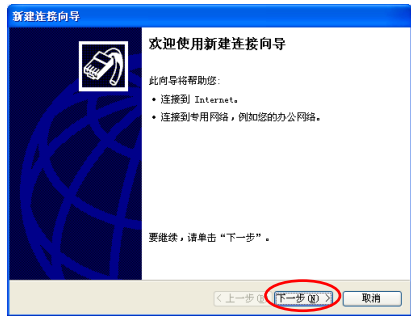 新建连接向导
欢迎使用新建连接向导
此向导将帮助您:
• 连接到 Internet。
• 连接到专用网络，例如您的办公网络。
要继续，请单击“下一步”。
< 上一步(B) 下一步(N) > 取消